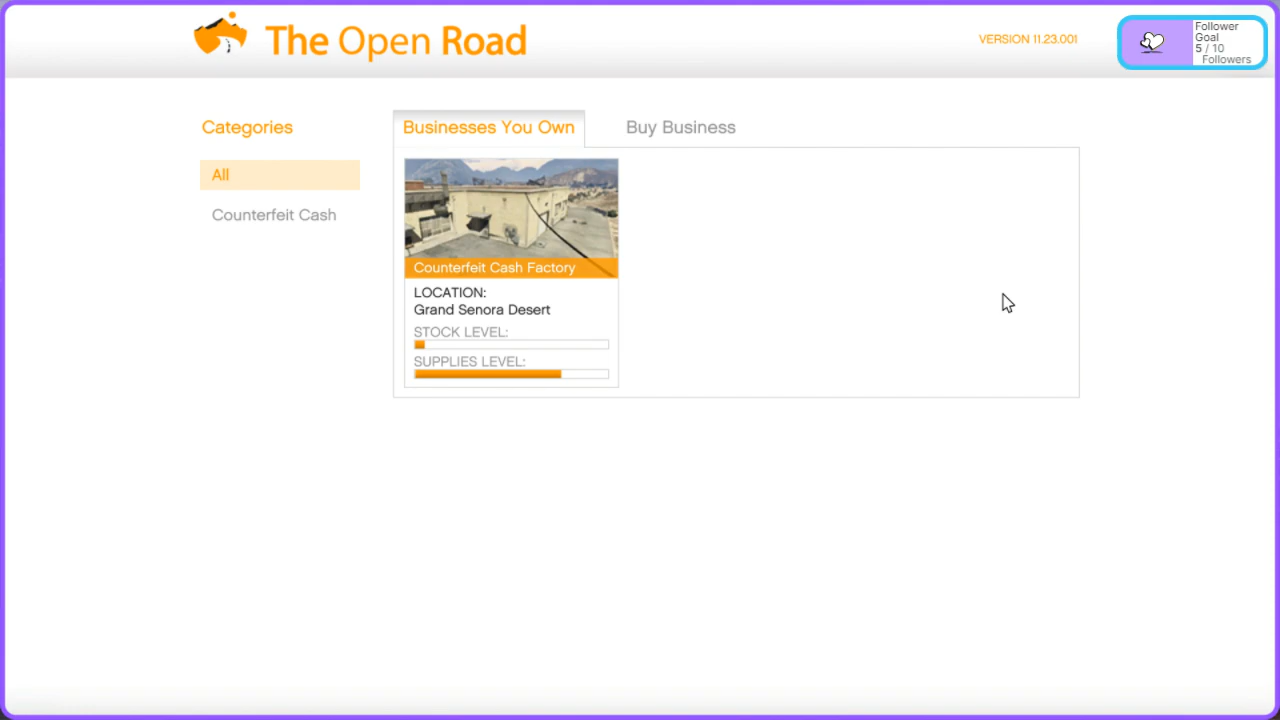 The Open Road
VERSION 11.23.001
Follower
Goal
5 / 10
Followers
Categories
All
Counterfeit Cash
Businesses You Own
Buy Business
Counterfeit Cash Factory
LOCATION:
Grand Senora Desert
STOCK LEVEL:
SUPPLIES LEVEL: